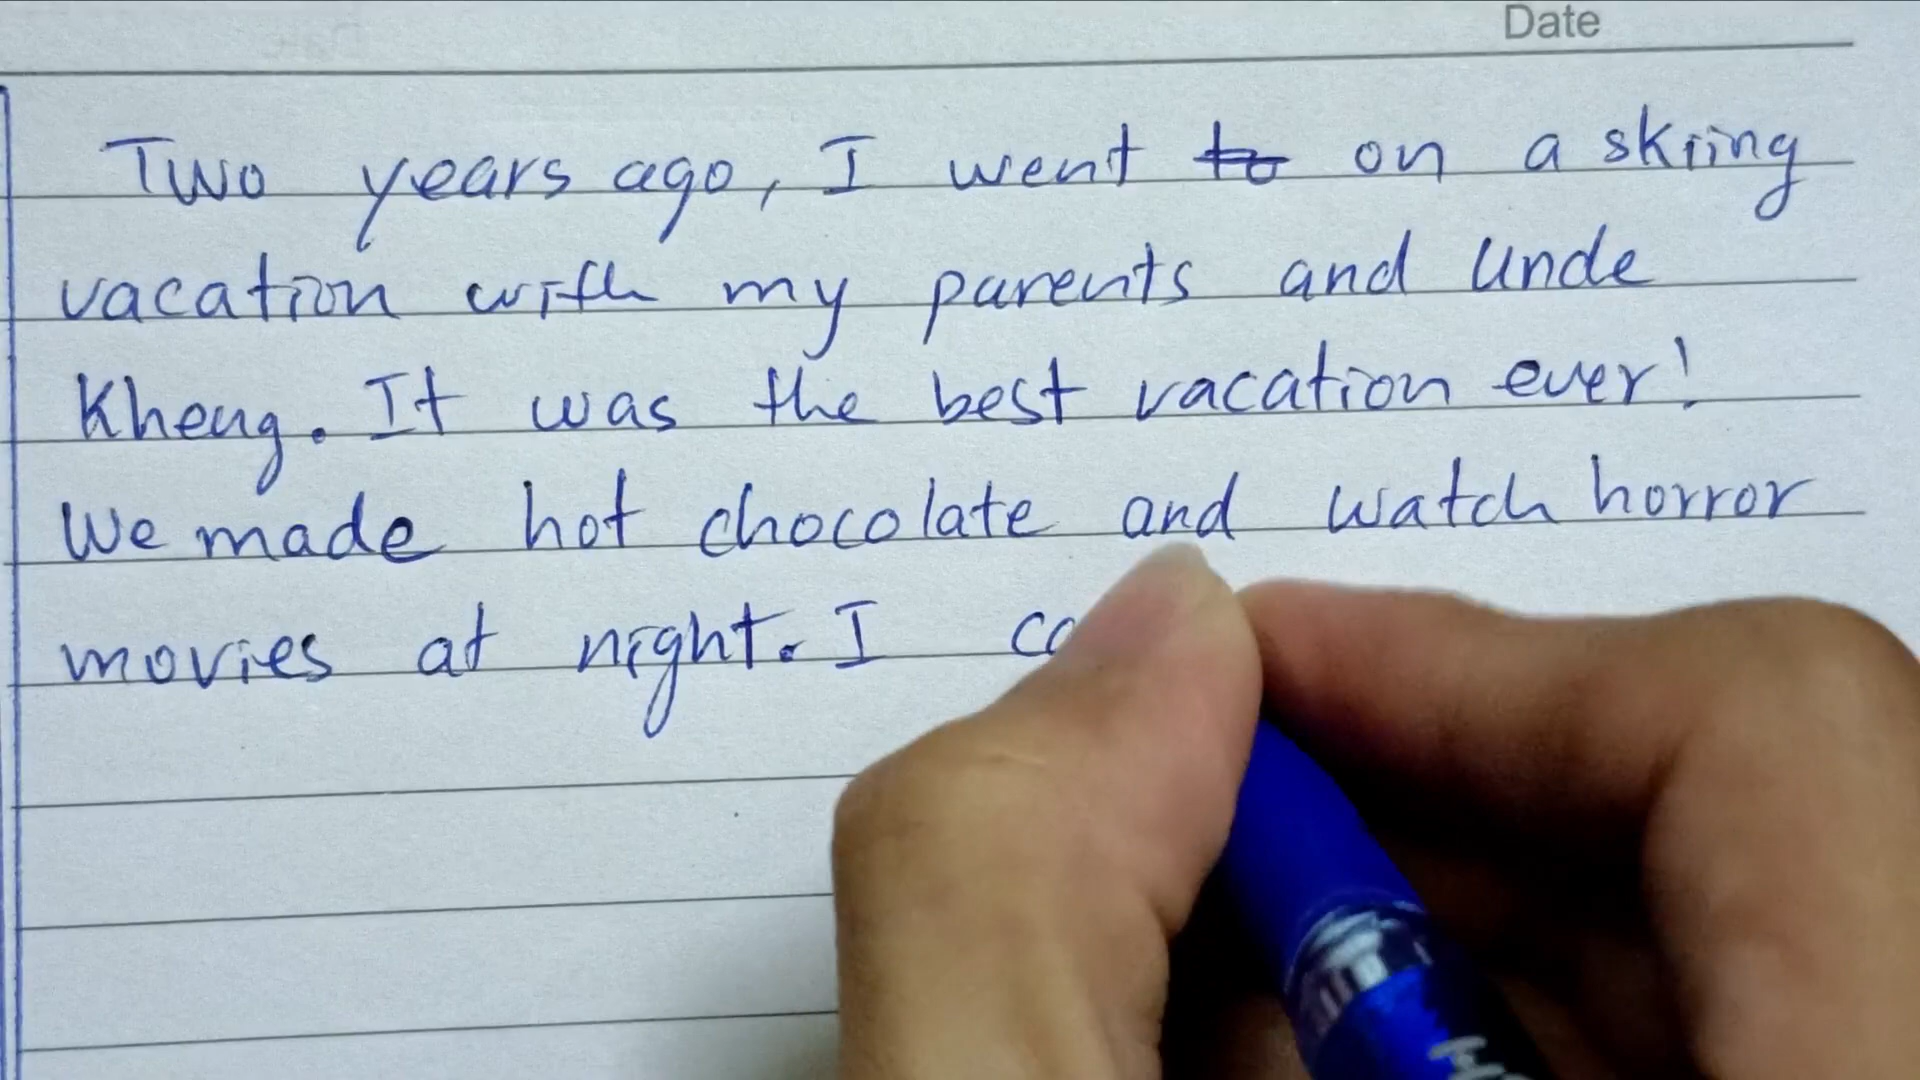 Date
Two years ago, I went to on a skiing
vacation with my parents and Uncle
Kheng. It was the best vacation ever!
We made hot chocolate and watch horror
movies at night. I